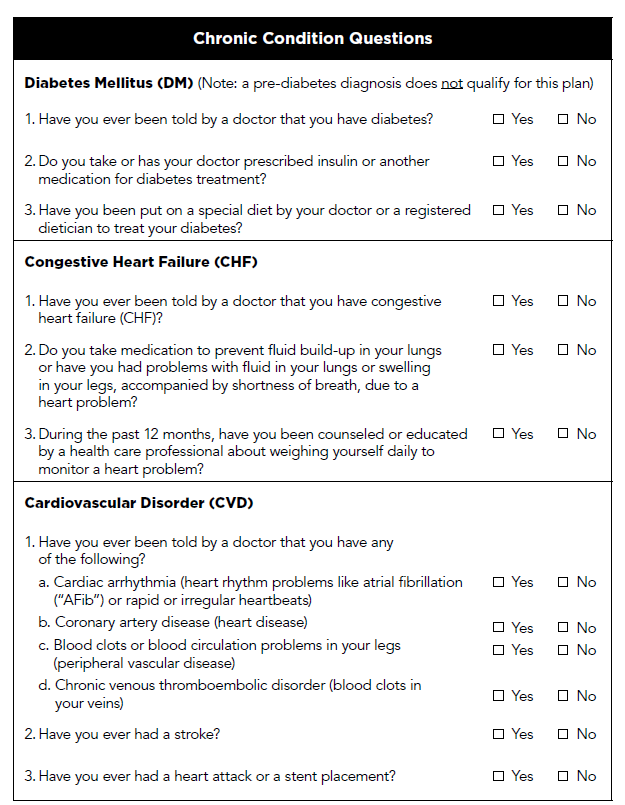 Chronic Condition Questions
Diabetes Mellitus (DM) (Note: a pre-diabetes diagnosis does not qualify for this plan)
1. Have you ever been told by a doctor that you have diabetes? ☐ Yes ☐ No
2. Do you take or has your doctor prescribed insulin or another ☐ Yes ☐ No
medication for diabetes treatment?
3. Have you been put on a special diet by your doctor or a registered ☐ Yes ☐ No
dietician to treat your diabetes?
Congestive Heart Failure (CHF)
1. Have you ever been told by a doctor that you have congestive ☐ Yes ☐ No
heart failure (CHF)?
2. Do you take medication to prevent fluid build-up in your lungs ☐ Yes ☐ No
or have you had problems with fluid in your lungs or swelling
in your legs, accompanied by shortness of breath, due to a
heart problem?
3. During the past 12 months, have you been counseled or educated ☐ Yes ☐ No
by a health care professional about weighing yourself daily to
monitor a heart problem?
Cardiovascular Disorder (CVD)
1. Have you ever been told by a doctor that you have any
of the following?
a. Cardiac arrhythmia (heart rhythm problems like atrial fibrillation ☐ Yes ☐ No
(“AFib”) or rapid or irregular heartbeats)
b. Coronary artery disease (heart disease) ☐ Yes ☐ No
c. Blood clots or blood circulation problems in your legs ☐ Yes ☐ No
(peripheral vascular disease)
d. Chronic venous thromboembolic disorder (blood clots in ☐ Yes ☐ No
your veins)
2. Have you ever had a stroke? ☐ Yes ☐ No
3. Have you ever had a heart attack or a stent placement? ☐ Yes ☐ No